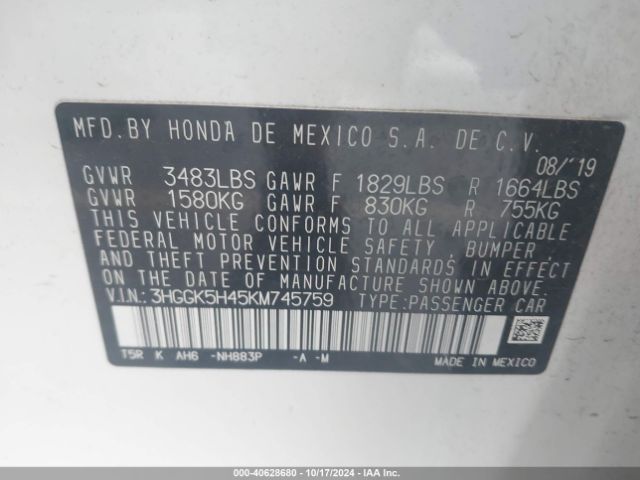 MFD. BY HONDA DE MEXICO S.A. DE C.V.
08/'19
GVWR 3483LBS GAWR F 1829LBS R 1664LBS
GVWR 1580KG GAWR F 830KG R 755KG
THIS VEHICLE CONFORMS TO ALL APPLICABLE
FEDERAL MOTOR VEHICLE SAFETY, BUMPER,
AND THEFT PREVENTION STANDARDS IN EFFECT
ON THE DATE OF MANUFACTURE SHOWN ABOVE.
V.I.N.: 3HGGK5H45KM745759 TYPE: PASSENGER CAR
T5R K AH6 -NH883P -A -M
MADE IN MEXICO
000-40628680 | 10/17/2024 | IAA Inc.